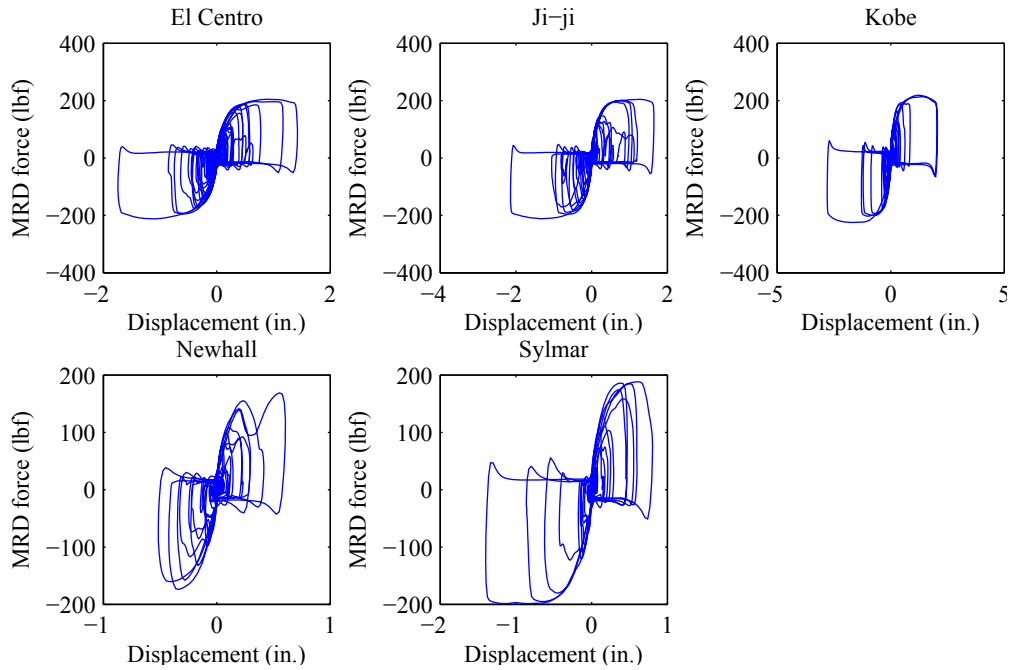 El Centro
400
200
0
−200
−400
MRD force (lbf)
−2
0
2
Displacement (in.)
Ji−ji
400
200
0
−200
−400
MRD force (lbf)
−4
−2
0
2
Displacement (in.)
Kobe
400
200
0
−200
−400
MRD force (lbf)
−5
0
5
Displacement (in.)
Newhall
200
100
0
−100
−200
MRD force (lbf)
−1
0
1
Displacement (in.)
Sylmar
200
100
0
−100
−200
MRD force (lbf)
−2
−1
0
1
Displacement (in.)